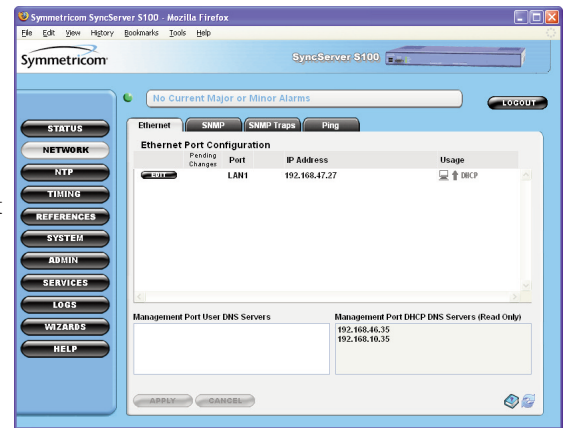 Symmetricom SyncServer S100 - Mozilla Firefox
File Edit View History Bookmarks Tools Help
Symmetricom
SyncServer S100
No Current Major or Minor Alarms
LOGOUT
STATUS
NETWORK
NTP
TIMING
REFERENCES
SYSTEM
ADMIN
SERVICES
LOGS
WIZARDS
HELP
Ethernet SNMP SNMP Traps Ping
Ethernet Port Configuration
Pending Changes Port IP Address Usage
EDIT LAN1 192.168.47.27 DHCP
Management Port User DNS Servers
Management Port DHCP DNS Servers (Read Only)
192.168.46.35
192.168.10.35
APPLY CANCEL